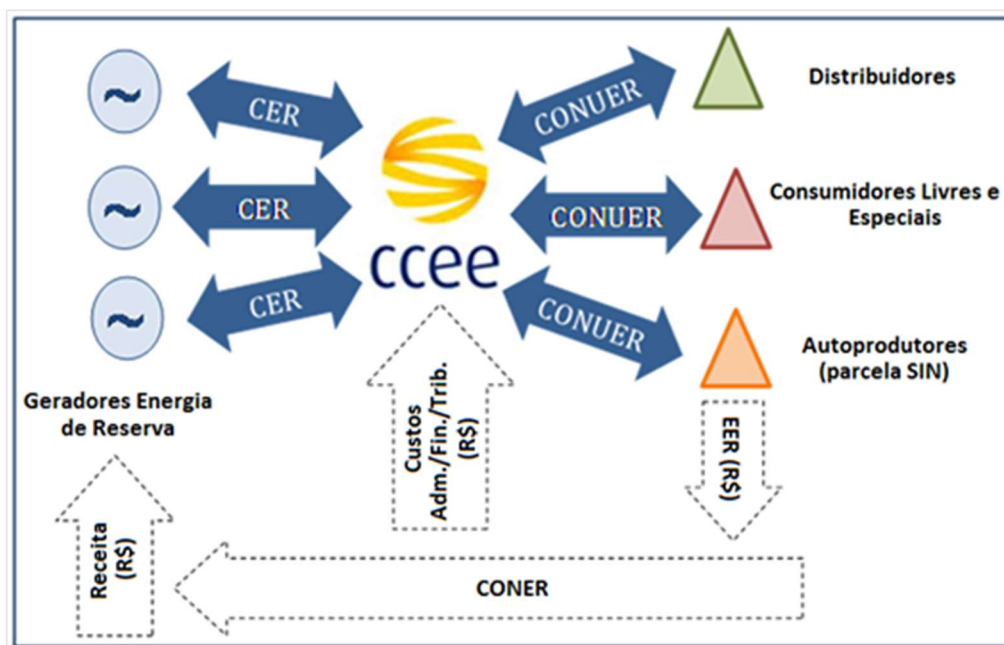 CER
CER
CER
ccee
CONUER
CONUER
CONUER
Distribuidores
Consumidores Livres e
Especiais
Autoprodutores
(parcela SIN)
Geradores Energia
de Reserva
Receita
(R$)
Custos
Adm./Fin./Trib.
(R$)
EER (R$)
CONER